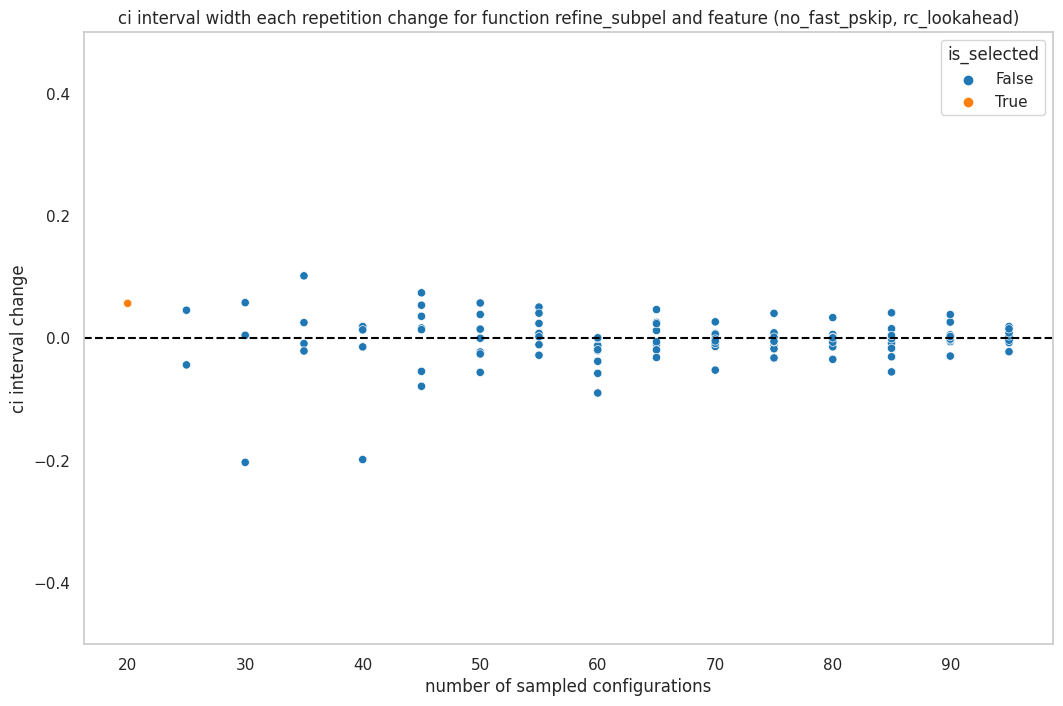 ci interval width each repetition change for function refine_subpel and feature (no_fast_pskip, rc_lookahead)
is_selected
False
True
ci interval change
0.4
0.2
0.0
−0.2
−0.4
20 30 40 50 60 70 80 90
number of sampled configurations